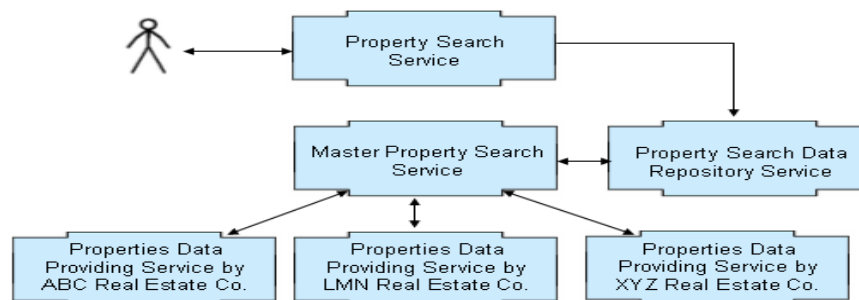 Property Search
Service
Master Property Search
Service
Property Search Data
Repository Service
Properties Data
Providing Service by
ABC Real Estate Co.
Properties Data
Providing Service by
LMN Real Estate Co.
Properties Data
Providing Service by
XYZ Real Estate Co.